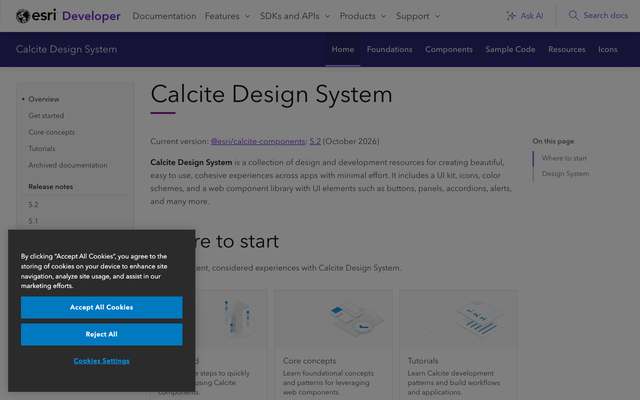 esri Developer
Documentation Features SDKs and APIs Products Support Ask AI Search docs
Calcite Design System Home Foundations Components Sample Code Resources Icons
Overview
Get started
Core concepts
Tutorials
Archived documentation
Release notes
5.2
5.1
Calcite Design System
Current version: @esri/calcite-components: 5.2 (October 2026)
Calcite Design System is a collection of design and development resources for creating beautiful,
easy to use, cohesive experiences across apps with minimal effort. It includes a UI kit, icons, color
schemes, and a web component library with UI elements such as buttons, panels, accordions, alerts,
and many more.
On this page
Where to start
Design System
re to start
ent, considered experiences with Calcite Design System.
Core concepts
Learn foundational concepts
and patterns for leveraging
web components.
Tutorials
Learn Calcite development
patterns and build workflows
and applications.
d
e steps to quickly
using Calcite
components.
By clicking “Accept All Cookies”, you agree to the
storing of cookies on your device to enhance site
navigation, analyze site usage, and assist in our
marketing efforts.
Accept All Cookies
Reject All
Cookies Settings